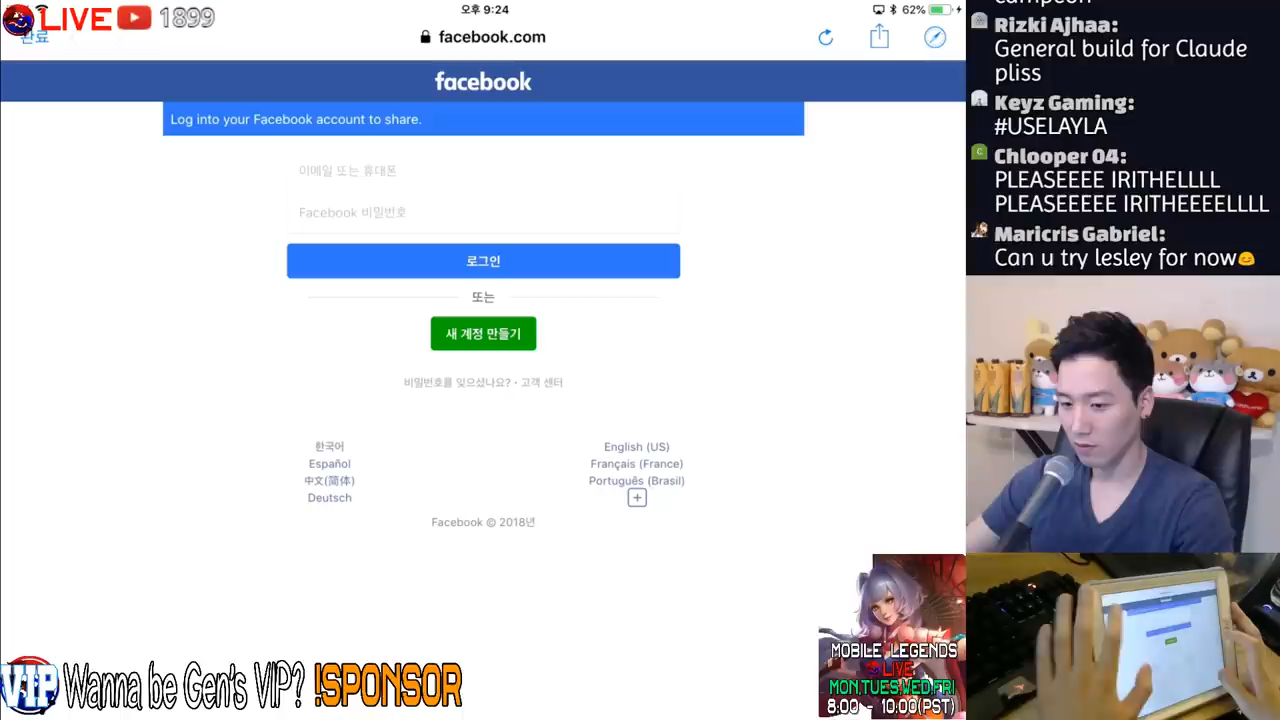 LIVE 1899
완료
오후 9:24
62%
facebook.com
facebook
Log into your Facebook account to share.
이메일 또는 휴대폰
Facebook 비밀번호
로그인
또는
새 계정 만들기
비밀번호를 잊으셨나요? · 고객 센터
한국어
Español
中文(简体)
Deutsch
English (US)
Français (France)
Português (Brasil)
Facebook © 2018년
Rizki Ajhaa:
General build for Claude
pliss
Keyz Gaming:
#USELAYLA
Chlooper 04:
PLEASEEEE IRITHELLLL
PLEASEEEEE IRITHEEEELLLL
Maricris Gabriel:
Can u try lesley for now
VIP Wanna be Gen's VIP? !SPONSOR
MOBILE LEGENDS
LIVE
MON,TUES,WED,FRI
8:00 - 10:00(PST)